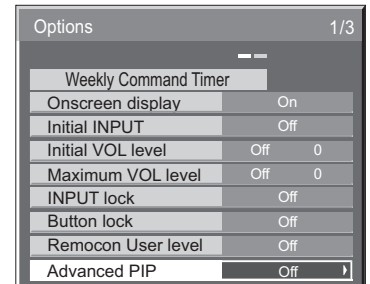 Options 1/3
Weekly Command Timer
Onscreen display On
Initial INPUT Off
Initial VOL level Off 0
Maximum VOL level Off 0
INPUT lock Off
Button lock Off
Remocon User level Off
Advanced PIP Off